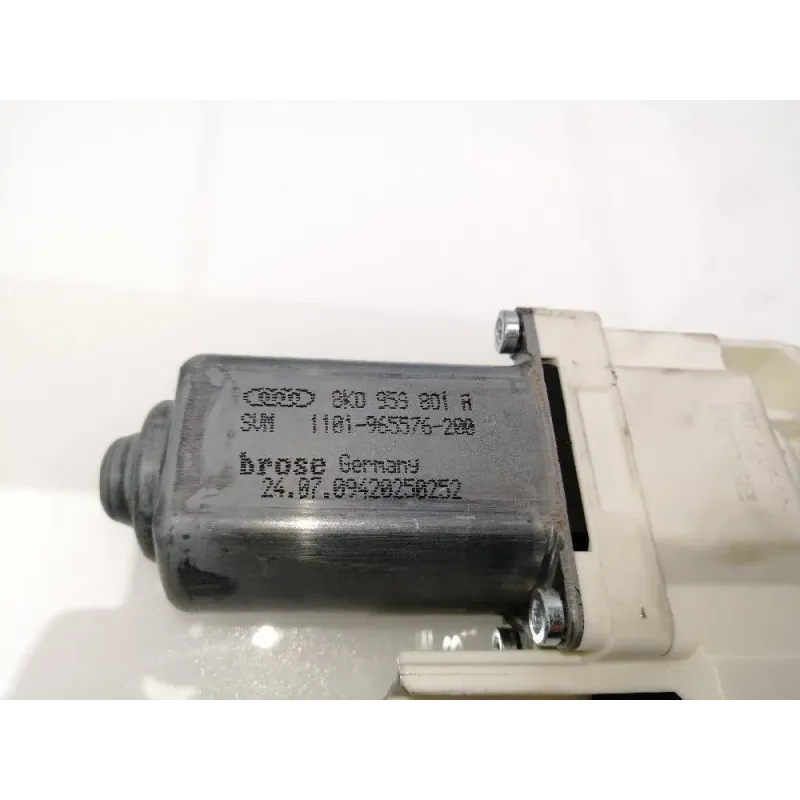 8K0 959 801 A
SVM 1101-965576-200
brose Germany
24.07.09420250252